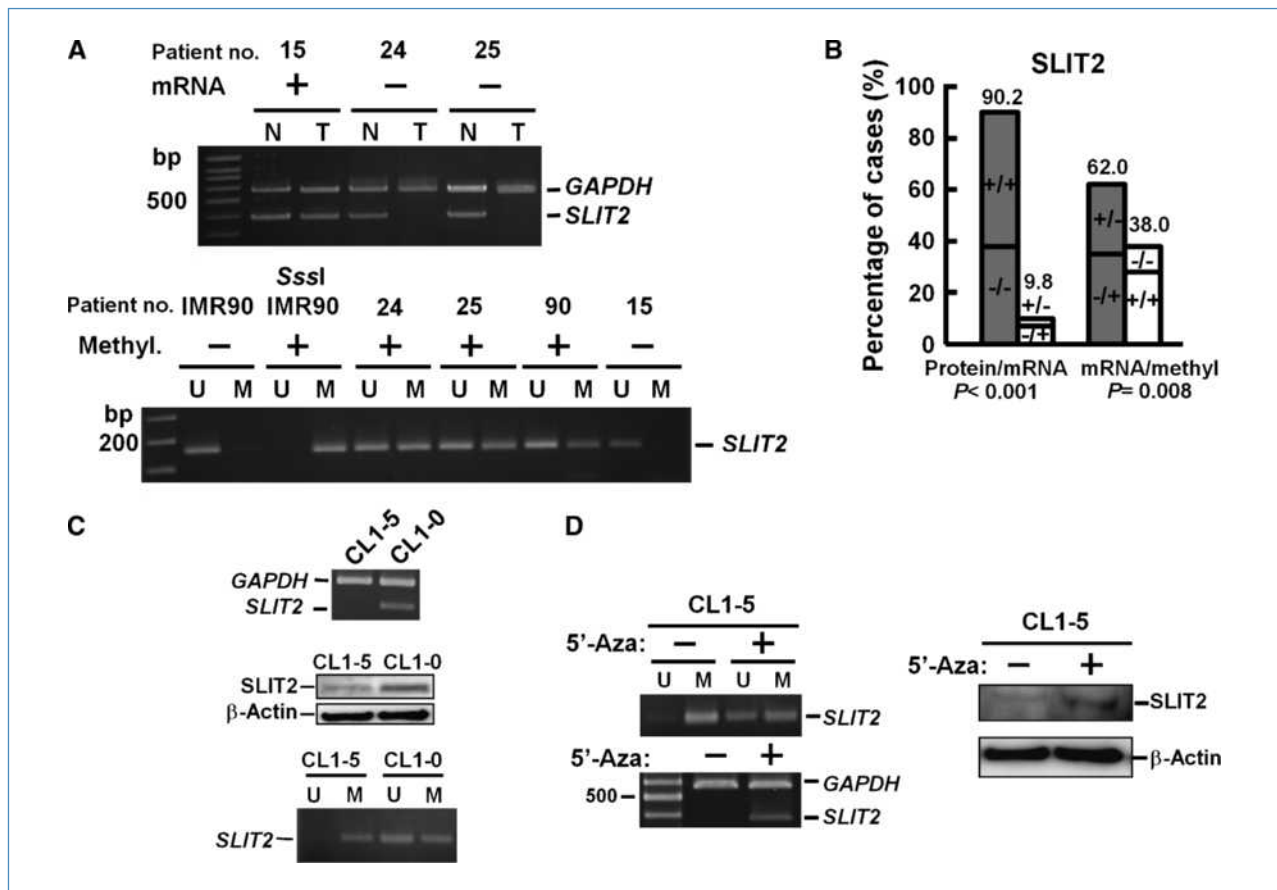 A
Patient no. 15 24 25
mRNA + − −
N T N T N T
bp
500
GAPDH
SLIT2
SssI
Patient no. IMR90 IMR90 24 25 90 15
Methyl. − + + + + −
U M U M U M U M U M U M
bp
200
SLIT2
B
SLIT2
Percentage of cases (%)
100
80
60
40
20
0
90.2
+/+
-/-
9.8
+/-
-/+
62.0
+/-
-/+
38.0
-/-
+/+
Protein/mRNA mRNA/methyl
P< 0.001 P= 0.008
C
CL1-5 CL1-0
GAPDH
SLIT2
CL1-5 CL1-0
SLIT2
β-Actin
CL1-5 CL1-0
U M U M
SLIT2
D
CL1-5
5'-Aza: − +
U M U M
SLIT2
5'-Aza: − +
500
GAPDH
SLIT2
CL1-5
5'-Aza: − +
SLIT2
β-Actin